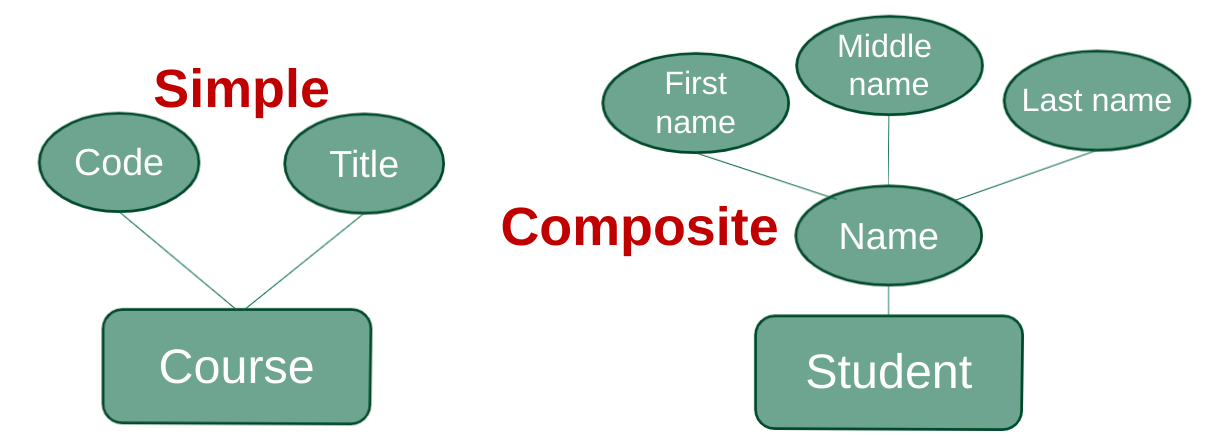 Simple
Code
Title
Course
First
name
Middle
name
Last name
Composite
Name
Student